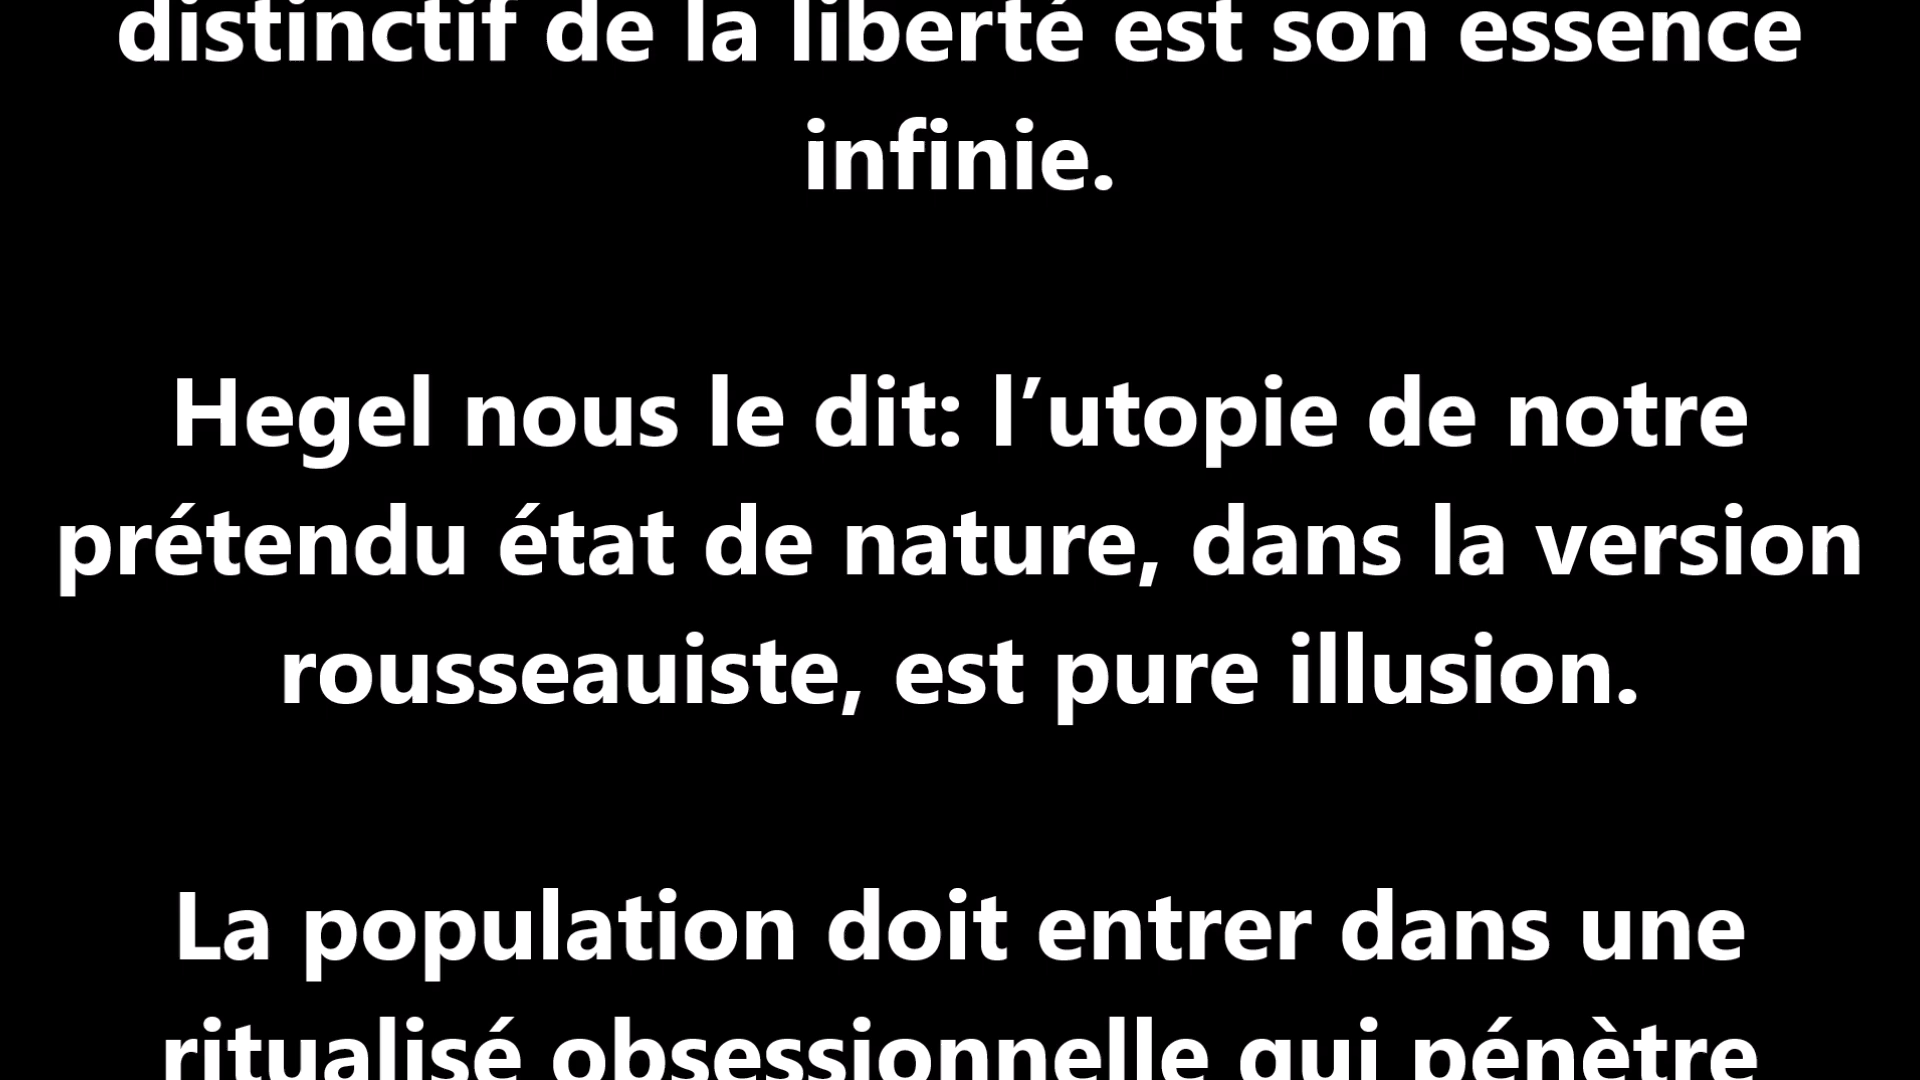 distinctif de la liberté est son essence
infinie.
Hegel nous le dit: l’utopie de notre
prétendu état de nature, dans la version
rousseauiste, est pure illusion.
La population doit entrer dans une
ritualisé obsessionnelle qui pénètre